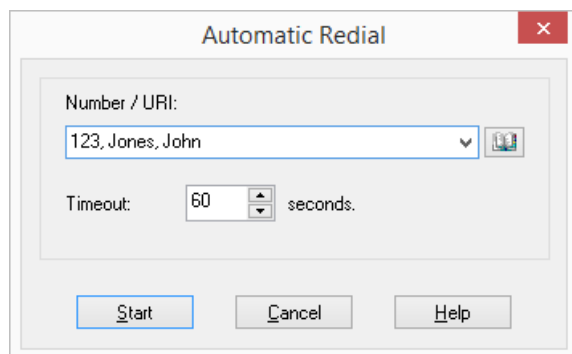 Automatic Redial
Number / URI:
123, Jones, John
Timeout: 60 seconds.
Start Cancel Help